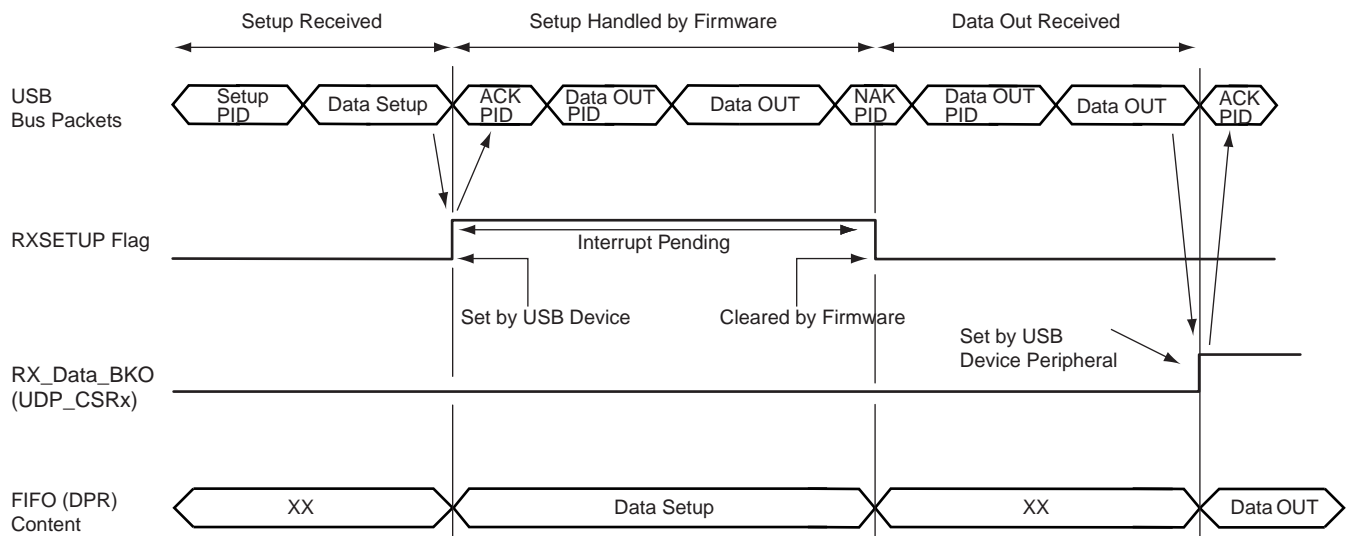 Setup Received
Setup Handled by Firmware
Data Out Received
USB
Bus Packets
Setup
PID
Data Setup
ACK
PID
Data OUT
PID
Data OUT
NAK
PID
Data OUT
PID
Data OUT
ACK
PID
RXSETUP Flag
Interrupt Pending
Set by USB Device
Cleared by Firmware
Set by USB
Device Peripheral
RX_Data_BKO
(UDP_CSRx)
FIFO (DPR)
Content
XX
Data Setup
XX
Data OUT